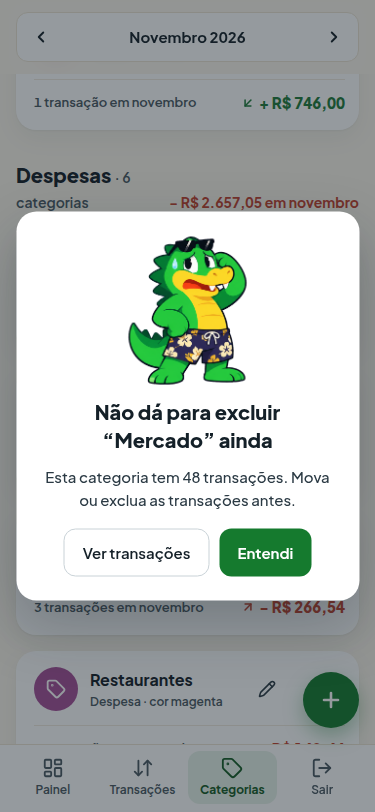 Novembro 2026
1 transação em novembro
+ R$ 746,00
Despesas · 6
categorias
– R$ 2.657,05 em novembro
Não dá para excluir
“Mercado” ainda
Esta categoria tem 48 transações. Mova
ou exclua as transações antes.
Ver transações
Entendi
3 transações em novembro
– R$ 266,54
Restaurantes
Despesa · cor magenta
Painel
Transações
Categorias
Sair